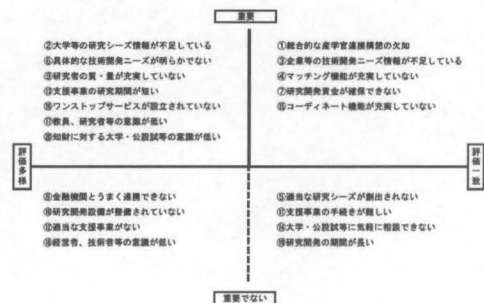 重要
②大学等の研究シーズ情報が不足している
⑥具体的な技術開発ニーズが明らかでない
⑨研究者の質・量が充実していない
⑬支援事業の研究期間が短い
⑯ワンストップサービスが設立されていない
⑰教員、研究者等の意識が低い
⑳知財に対する大学・公設試等の意識が低い
①総合的な産学官連携構想の欠如
③企業等の技術開発ニーズ情報が不足している
④マッチング機能が充実していない
⑦研究開発資金が確保できない
⑮コーディネート機能が充実していない
評価多様
評価一致
⑧金融機関とうまく連携できない
⑩研究開発設備が整備されていない
⑫適当な支援事業がない
⑱経営者、技術者等の意識が低い
⑤適当な研究シーズが創出されない
⑪支援事業の手続きが難しい
⑭大学・公設試等に気軽に相談できない
⑲研究開発の期間が長い
重要でない